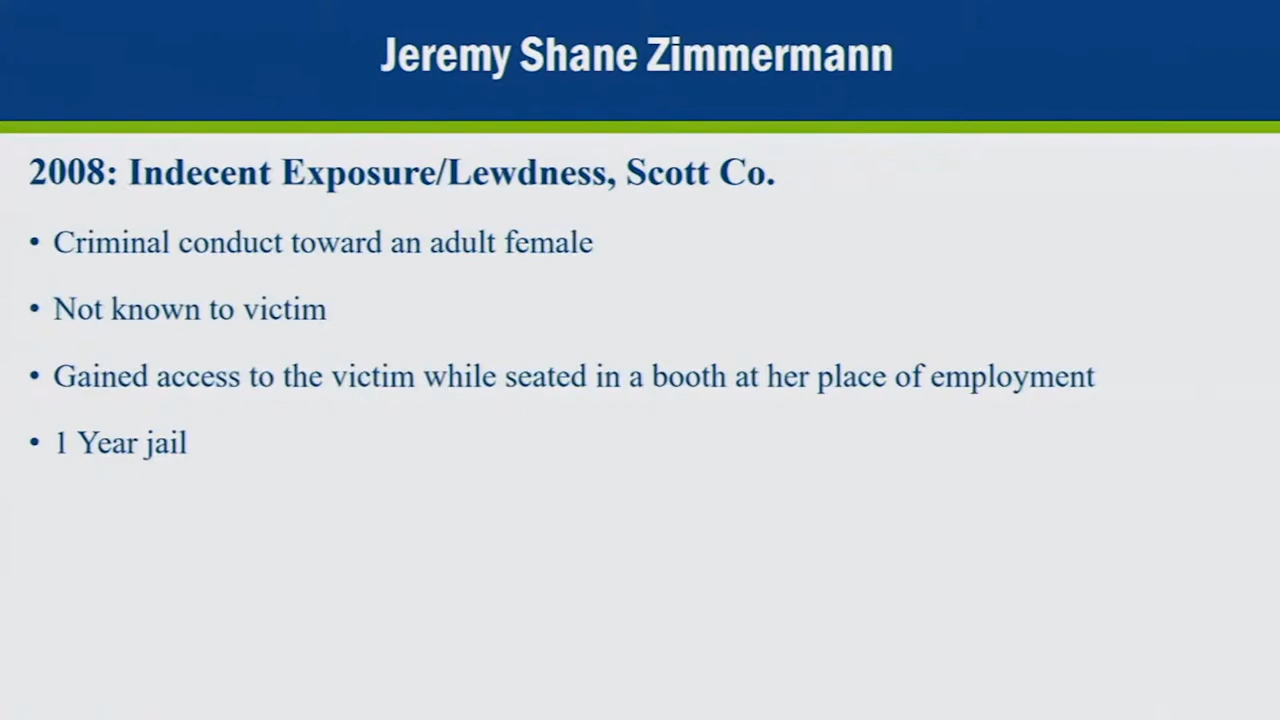 Jeremy Shane Zimmermann
2008: Indecent Exposure/Lewdness, Scott Co.
• Criminal conduct toward an adult female
• Not known to victim
• Gained access to the victim while seated in a booth at her place of employment
• 1 Year jail